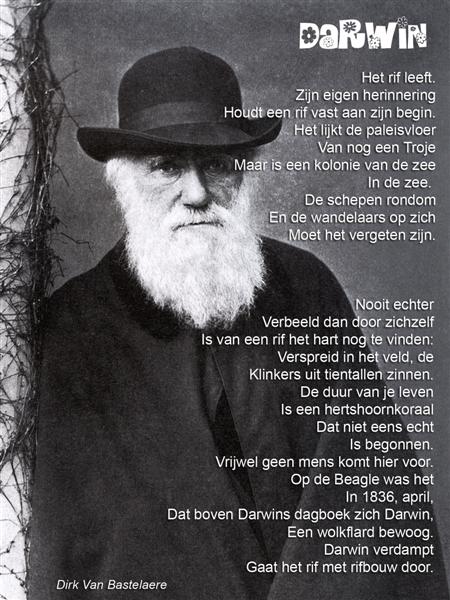 DARWIN
Het rif leeft.
Zijn eigen herinnering
Houdt een rif vast aan zijn begin.
Het lijkt de paleisvloer
Van nog een Troje
Maar is een kolonie van de zee
In de zee.
De schepen rondom
En de wandelaars op zich
Moet het vergeten zijn.
Nooit echter
Verbeeld dan door zichzelf
Is van een rif het hart nog te vinden:
Verspreid in het veld, de
Klinkers uit tientallen zinnen.
De duur van je leven
Is een hertshoornkoraal
Dat niet eens echt
Is begonnen.
Vrijwel geen mens komt hier voor.
Op de Beagle was het
In 1836, april,
Dat boven Darwins dagboek zich Darwin,
Een wolkflard bewoog.
Darwin verdampt
Gaat het rif met rifbouw door.
Dirk Van Bastelaere